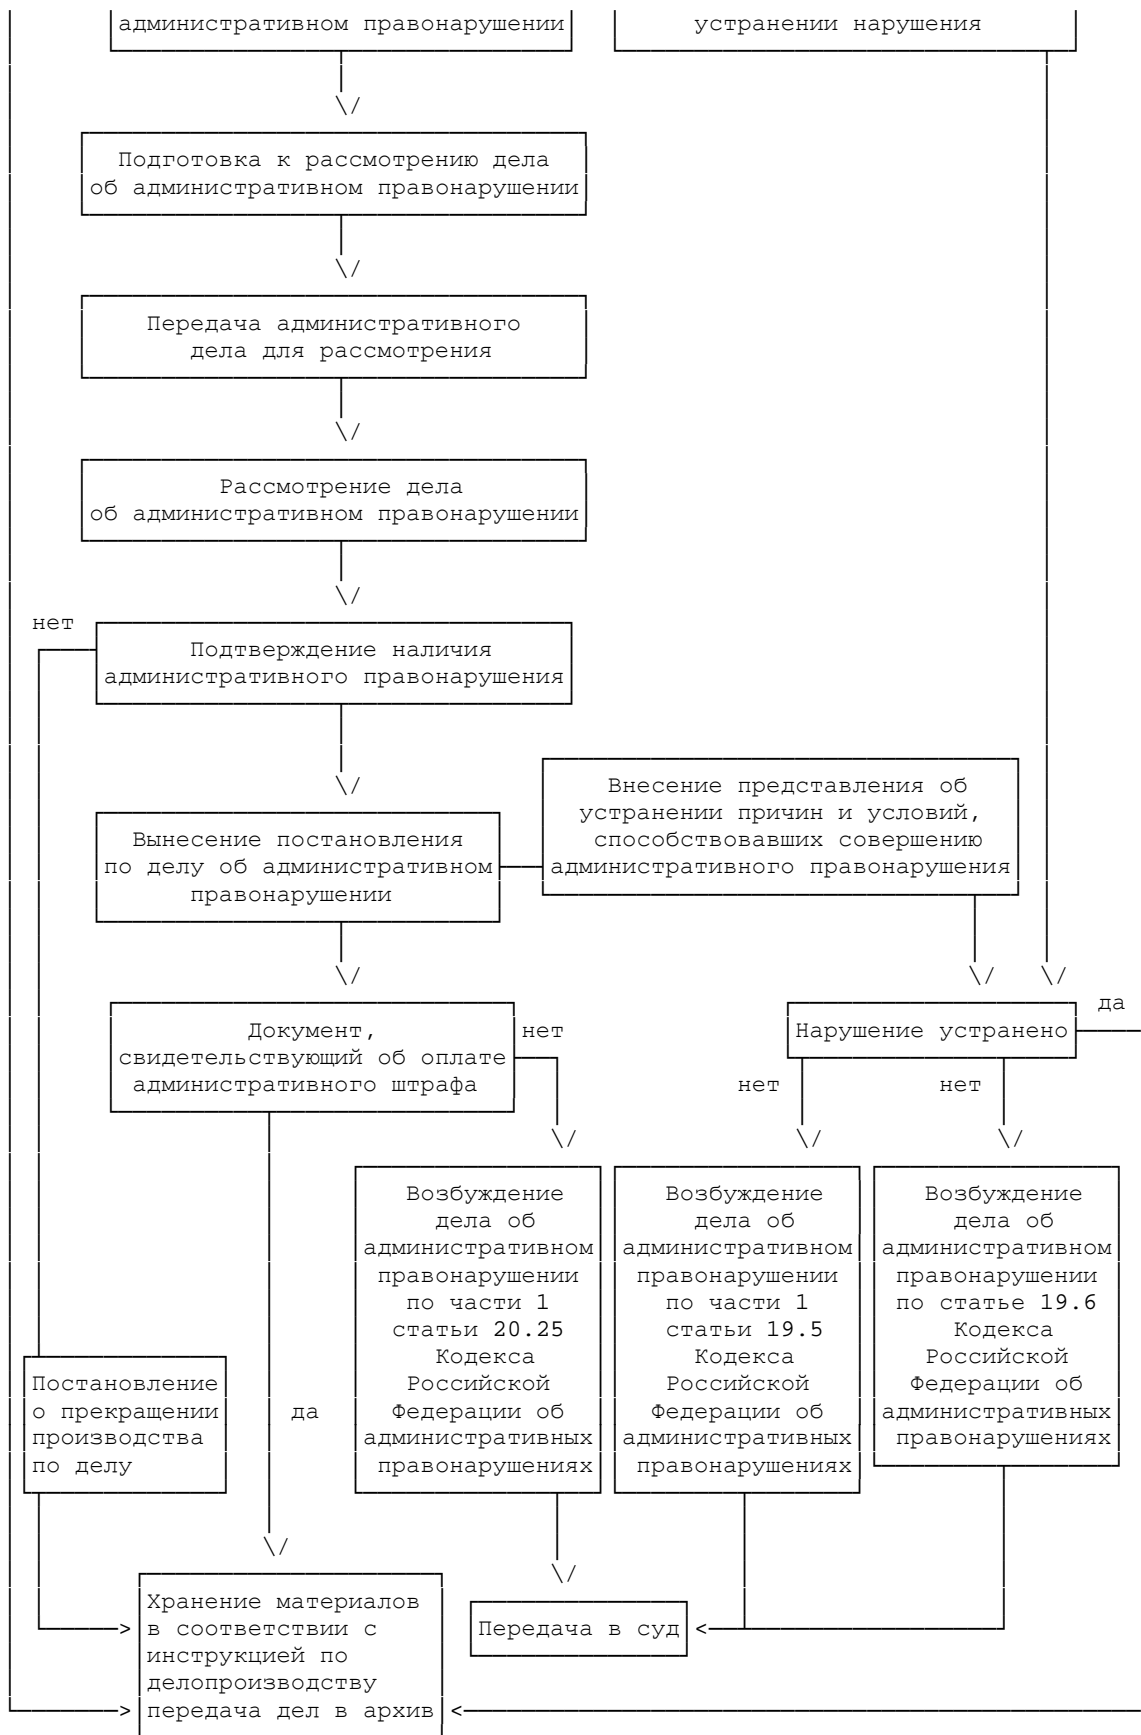 административном правонарушении
устранении нарушения
Подготовка к рассмотрению дела
об административном правонарушении
Передача административного
дела для рассмотрения
Рассмотрение дела
об административном правонарушении
нет
Подтверждение наличия
административного правонарушения
Внесение представления об
устранении причин и условий,
способствовавших совершению
административного правонарушения
Вынесение постановления
по делу об административном
правонарушении
Документ,
свидетельствующий об оплате
административного штрафа
нет
Нарушение устранено
да
нет
нет
Возбуждение
дела об
административном
правонарушении
по части 1
статьи 20.25
Кодекса
Российской
Федерации об
административных
правонарушениях
Возбуждение
дела об
административном
правонарушении
по части 1
статьи 19.5
Кодекса
Российской
Федерации об
административных
правонарушениях
Возбуждение
дела об
административном
правонарушении
по статье 19.6
Кодекса
Российской
Федерации об
административных
правонарушениях
Постановление
о прекращении
производства
по делу
да
Хранение материалов
в соответствии с
инструкцией по
делопроизводству
передача дел в архив
Передача в суд